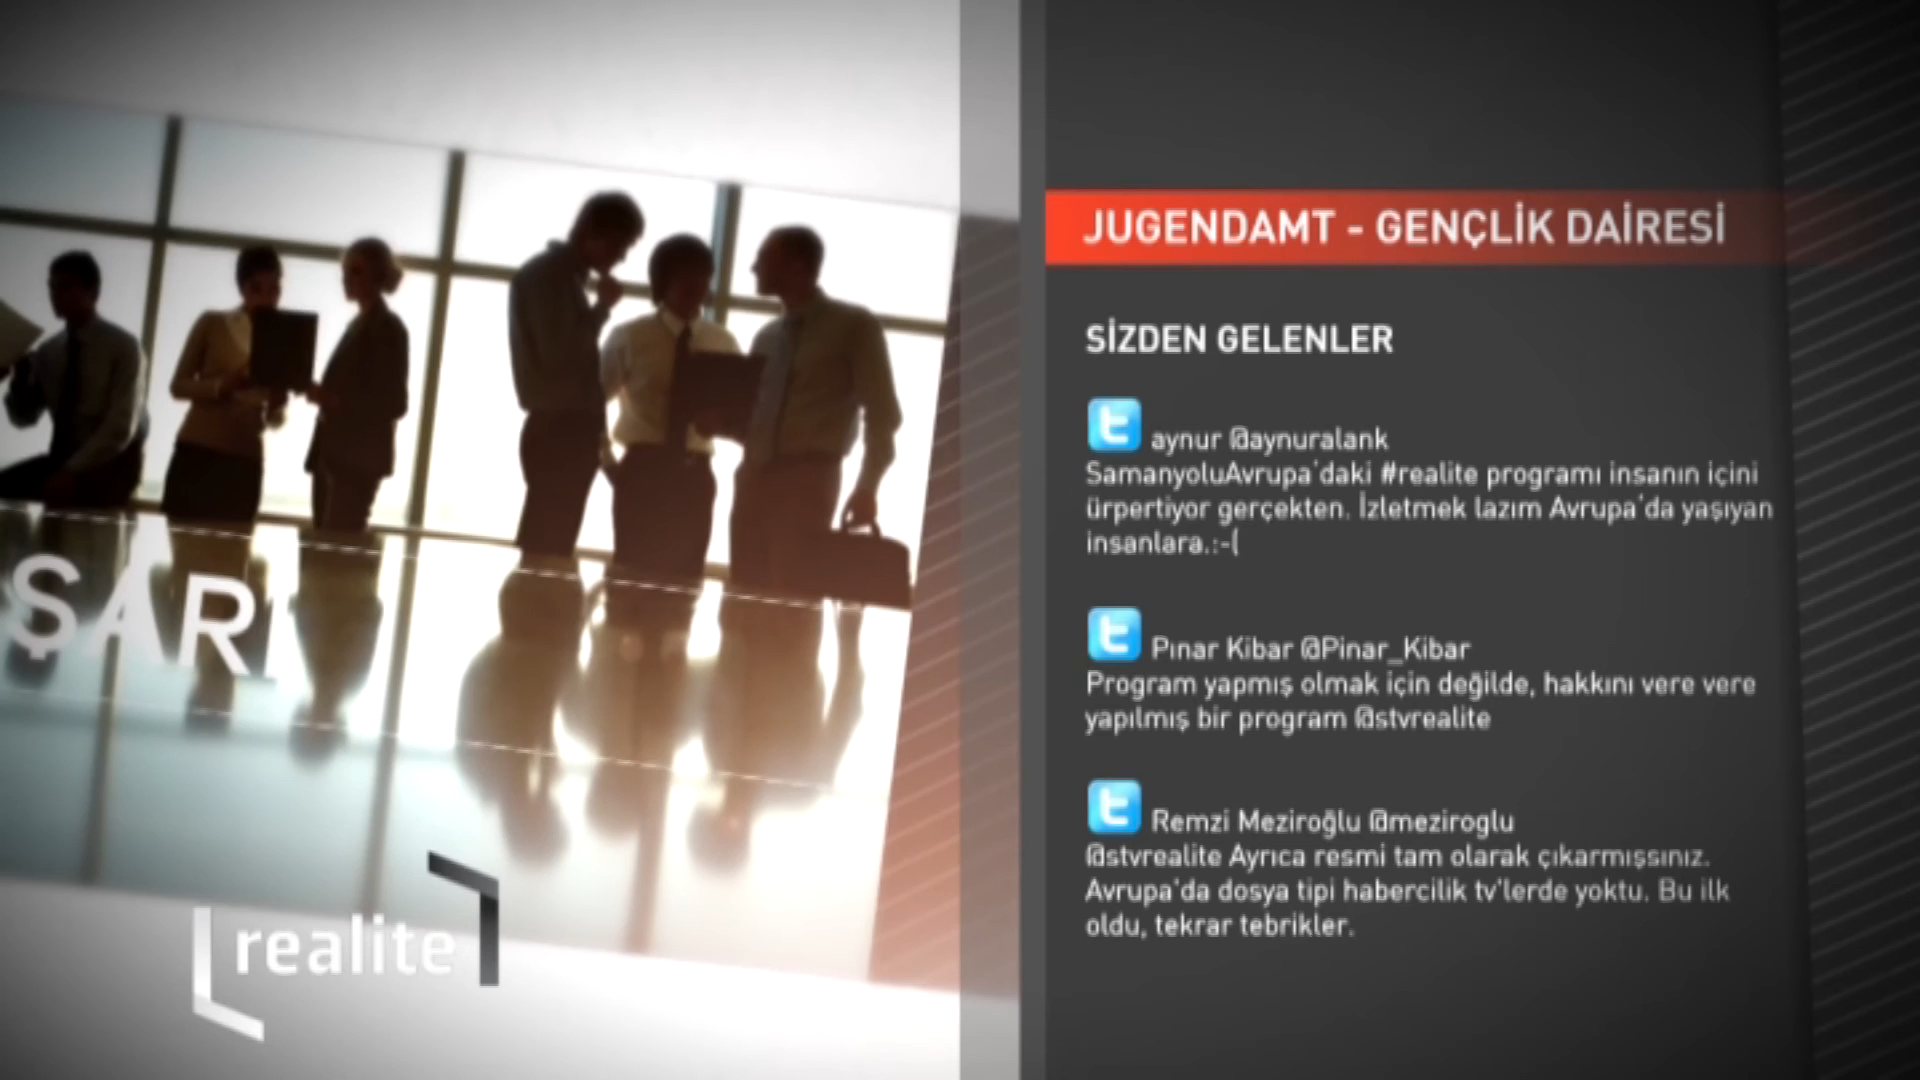 ŞARI
realite
JUGENDAMT - GENÇLİK DAİRESİ
SİZDEN GELENLER
aynur @aynuralank
SamanyoluAvrupa'daki #realite programı insanın içini
ürpertiyor gerçekten. İzletmek lazım Avrupa'da yaşıyan
insanlara.:-(
Pınar Kibar @Pinar_Kibar
Program yapmış olmak için değilde, hakkını vere vere
yapılmış bir program @stvrealite
Remzi Meziroğlu @meziroglu
@stvrealite Ayrıca resmi tam olarak çıkarmışsınız.
Avrupa'da dosya tipi habercilik tv'lerde yoktu. Bu ilk
oldu, tekrar tebrikler.